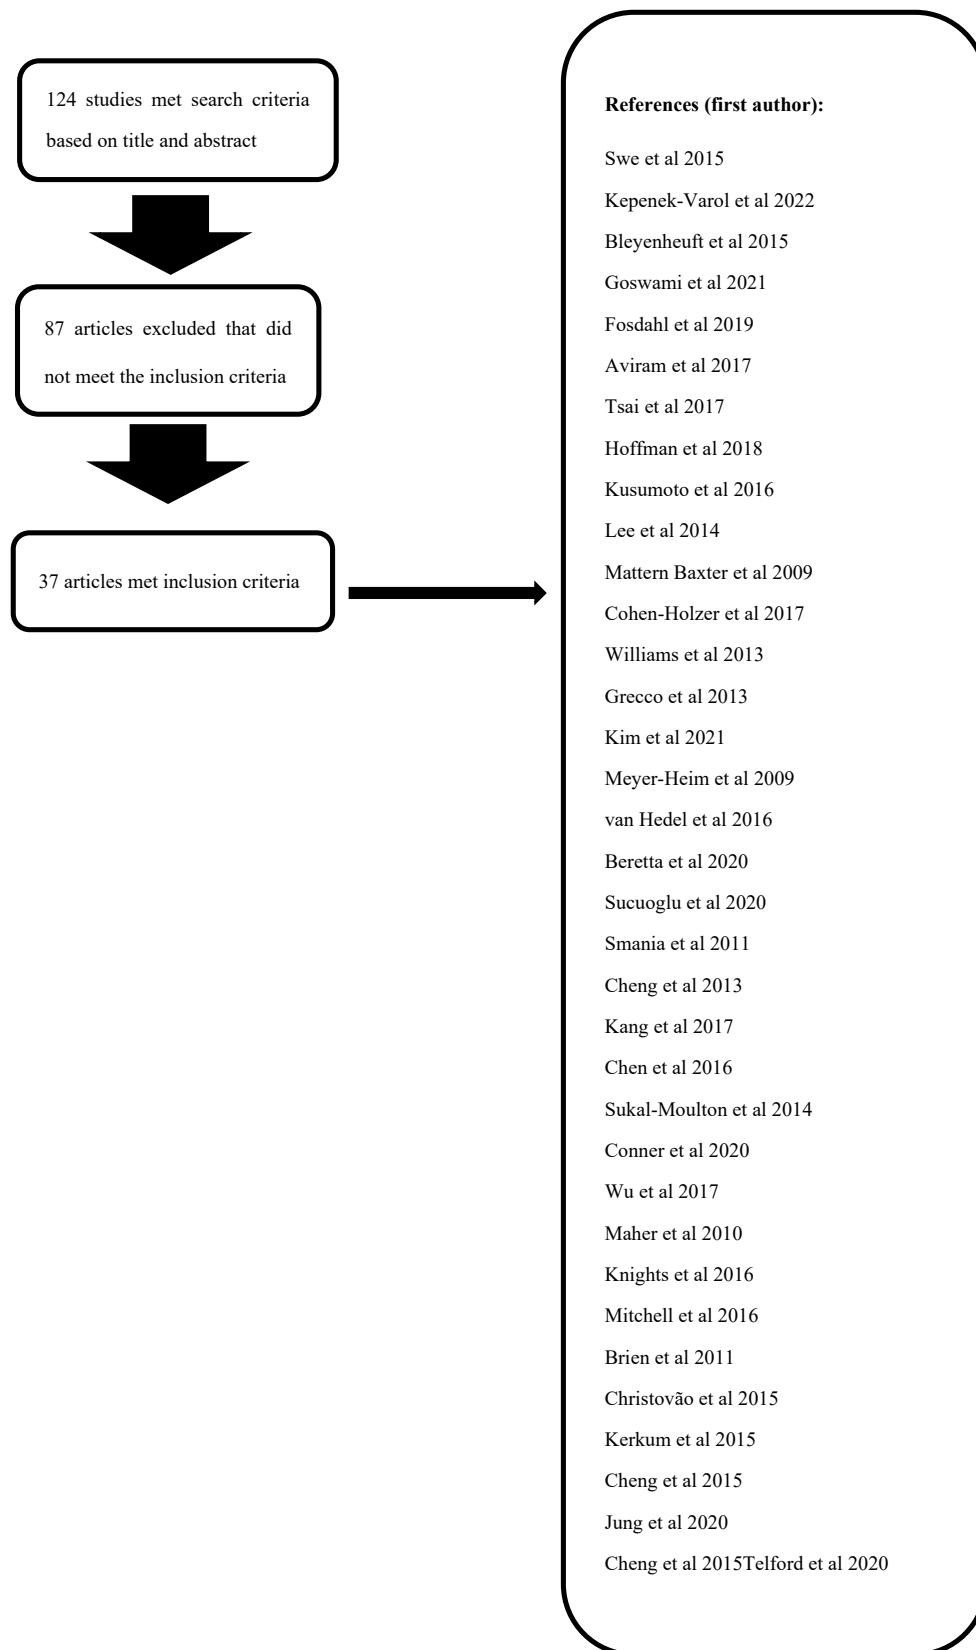 124 studies met search criteria
based on title and abstract
87 articles excluded that did
not meet the inclusion criteria
37 articles met inclusion criteria
References (first author):
Swe et al 2015
Kepenek-Varol et al 2022
Bleyenheuft et al 2015
Goswami et al 2021
Fosdahl et al 2019
Aviram et al 2017
Tsai et al 2017
Hoffman et al 2018
Kusumoto et al 2016
Lee et al 2014
Mattern Baxter et al 2009
Cohen-Holzer et al 2017
Williams et al 2013
Grecco et al 2013
Kim et al 2021
Meyer-Heim et al 2009
van Hedel et al 2016
Beretta et al 2020
Sucuoglu et al 2020
Smania et al 2011
Cheng et al 2013
Kang et al 2017
Chen et al 2016
Sukal-Moulton et al 2014
Conner et al 2020
Wu et al 2017
Maher et al 2010
Knights et al 2016
Mitchell et al 2016
Brien et al 2011
Christovão et al 2015
Kerkum et al 2015
Cheng et al 2015
Jung et al 2020
Cheng et al 2015Telford et al 2020